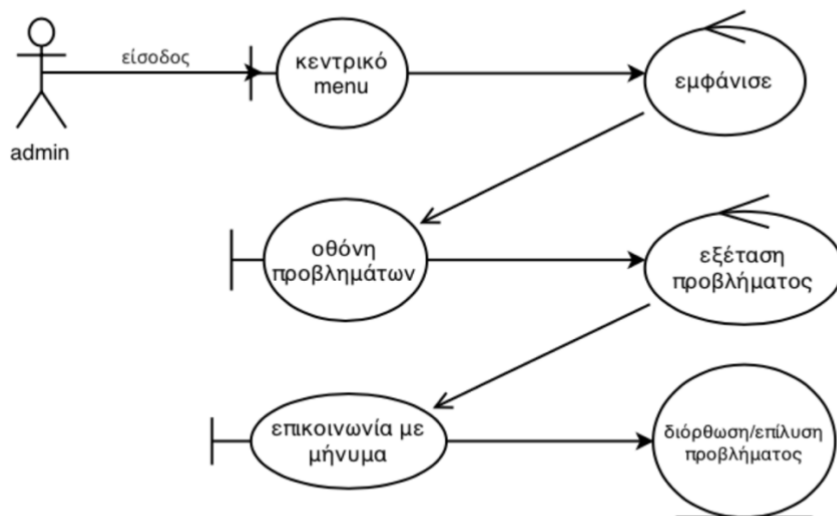 είσοδος
κεντρικό
menu
εμφάνισε
admin
οθόνη
προβλημάτων
εξέταση
προβλήματος
επικοινωνία με
μήνυμα
διόρθωση/επίλυση
προβλήματος